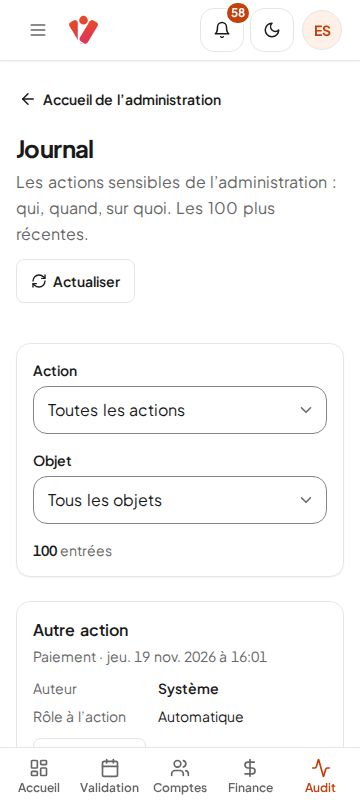 58
ES
Accueil de l'administration
Journal
Les actions sensibles de l'administration :
qui, quand, sur quoi. Les 100 plus
récentes.
Actualiser
Action
Toutes les actions
Objet
Tous les objets
100 entrées
Autre action
Paiement · jeu. 19 nov. 2026 à 16:01
Auteur Système
Rôle à l'action Automatique
Accueil Validation Comptes Finance Audit